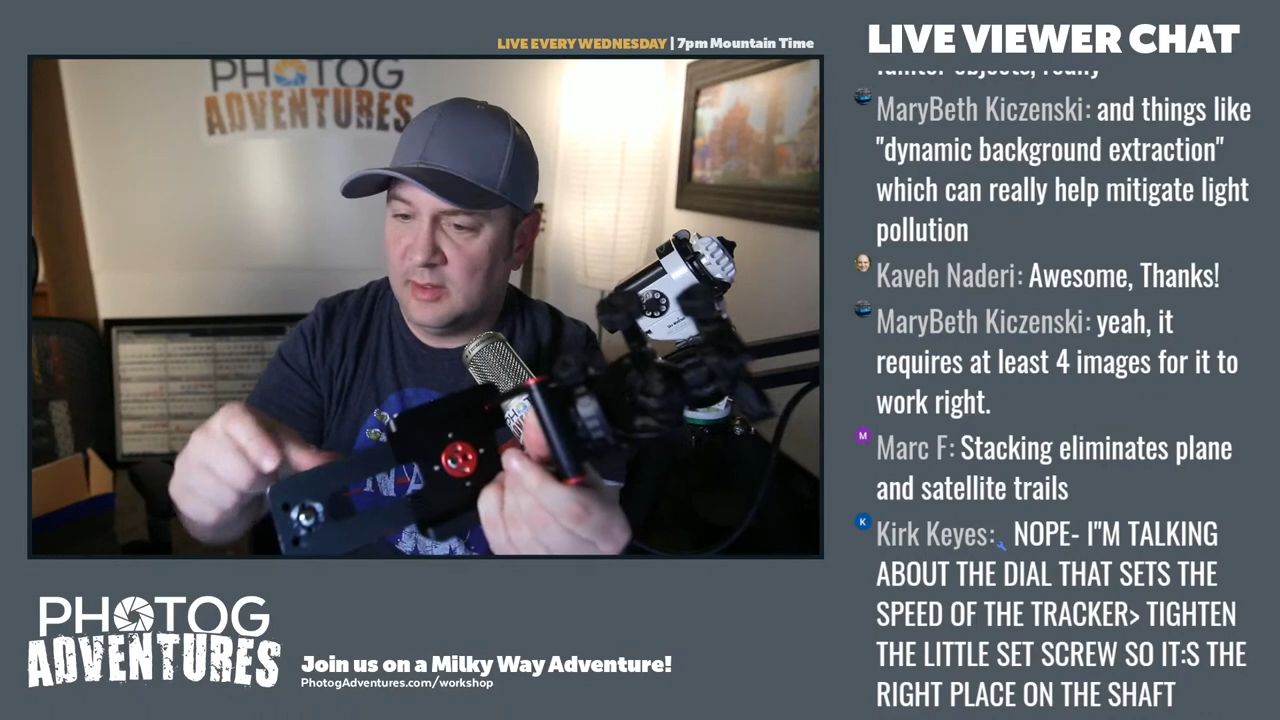 LIVE EVERY WEDNESDAY | 7pm Mountain Time
PHOTOG
ADVENTURES
LIVE VIEWER CHAT
MaryBeth Kiczenski: and things like
"dynamic background extraction"
which can really help mitigate light
pollution
Kaveh Naderi: Awesome, Thanks!
MaryBeth Kiczenski: yeah, it
requires at least 4 images for it to
work right.
M
Marc F: Stacking eliminates plane
and satellite trails
K
Kirk Keyes: NOPE- I"M TALKING
ABOUT THE DIAL THAT SETS THE
SPEED OF THE TRACKER> TIGHTEN
THE LITTLE SET SCREW SO IT:S THE
RIGHT PLACE ON THE SHAFT
PHOTOG
ADVENTURES
Join us on a Milky Way Adventure!
PhotogAdventures.com/workshop